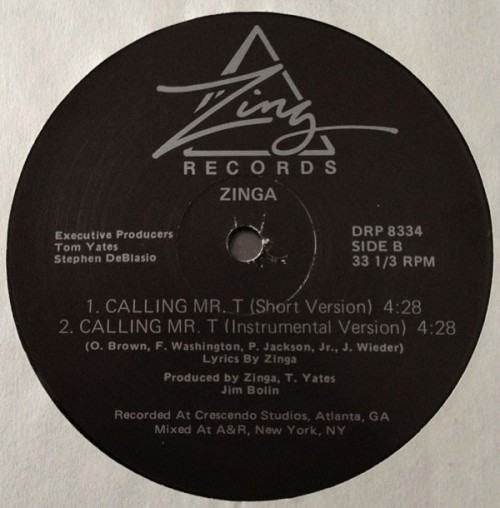 Zing
RECORDS
ZINGA
Executive Producers
Tom Yates
Stephen DeBlasio
DRP 8334
SIDE B
33 1/3 RPM
1. CALLING MR. T (Short Version) 4:28
2. CALLING MR. T (Instrumental Version) 4:28
(O. Brown, F. Washington, P. Jackson, Jr., J. Wieder)
Lyrics By Zinga
Produced by Zinga, T. Yates
Jim Bolin
Recorded At Crescendo Studios, Atlanta, GA
Mixed At A&R, New York, NY